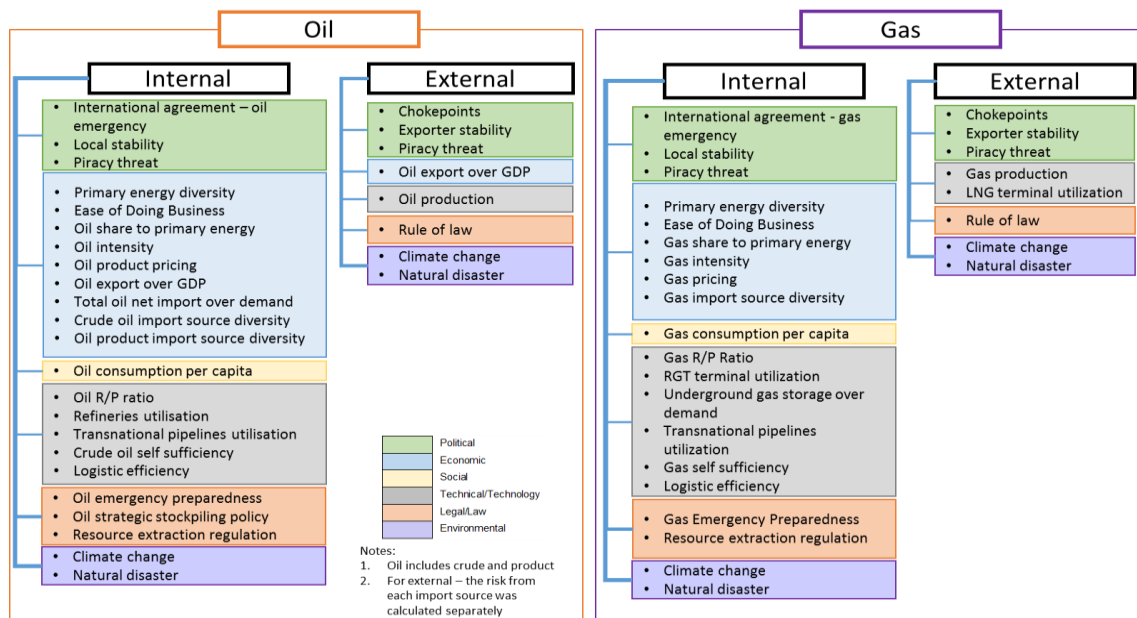 Oil
Internal
• International agreement – oil
emergency
• Local stability
• Piracy threat
• Primary energy diversity
• Ease of Doing Business
• Oil share to primary energy
• Oil intensity
• Oil product pricing
• Oil export over GDP
• Total oil net import over demand
• Crude oil import source diversity
• Oil product import source diversity
• Oil consumption per capita
• Oil R/P ratio
• Refineries utilisation
• Transnational pipelines utilisation
• Crude oil self sufficiency
• Logistic efficiency
• Oil emergency preparedness
• Oil strategic stockpiling policy
• Resource extraction regulation
• Climate change
• Natural disaster
External
• Chokepoints
• Exporter stability
• Piracy threat
• Oil export over GDP
• Oil production
• Rule of law
• Climate change
• Natural disaster
Political
Economic
Social
Technical/Technology
Legal/Law
Environmental
Notes:
1. Oil includes crude and product
2. For external – the risk from
each import source was
calculated separately
Gas
Internal
• International agreement - gas
emergency
• Local stability
• Piracy threat
• Primary energy diversity
• Ease of Doing Business
• Gas share to primary energy
• Gas intensity
• Gas pricing
• Gas import source diversity
• Gas consumption per capita
• Gas R/P Ratio
• RGT terminal utilization
• Underground gas storage over
demand
• Transnational pipelines
utilization
• Gas self sufficiency
• Logistic efficiency
• Gas Emergency Preparedness
• Resource extraction regulation
• Climate change
• Natural disaster
External
• Chokepoints
• Exporter stability
• Piracy threat
• Gas production
• LNG terminal utilization
• Rule of law
• Climate change
• Natural disaster